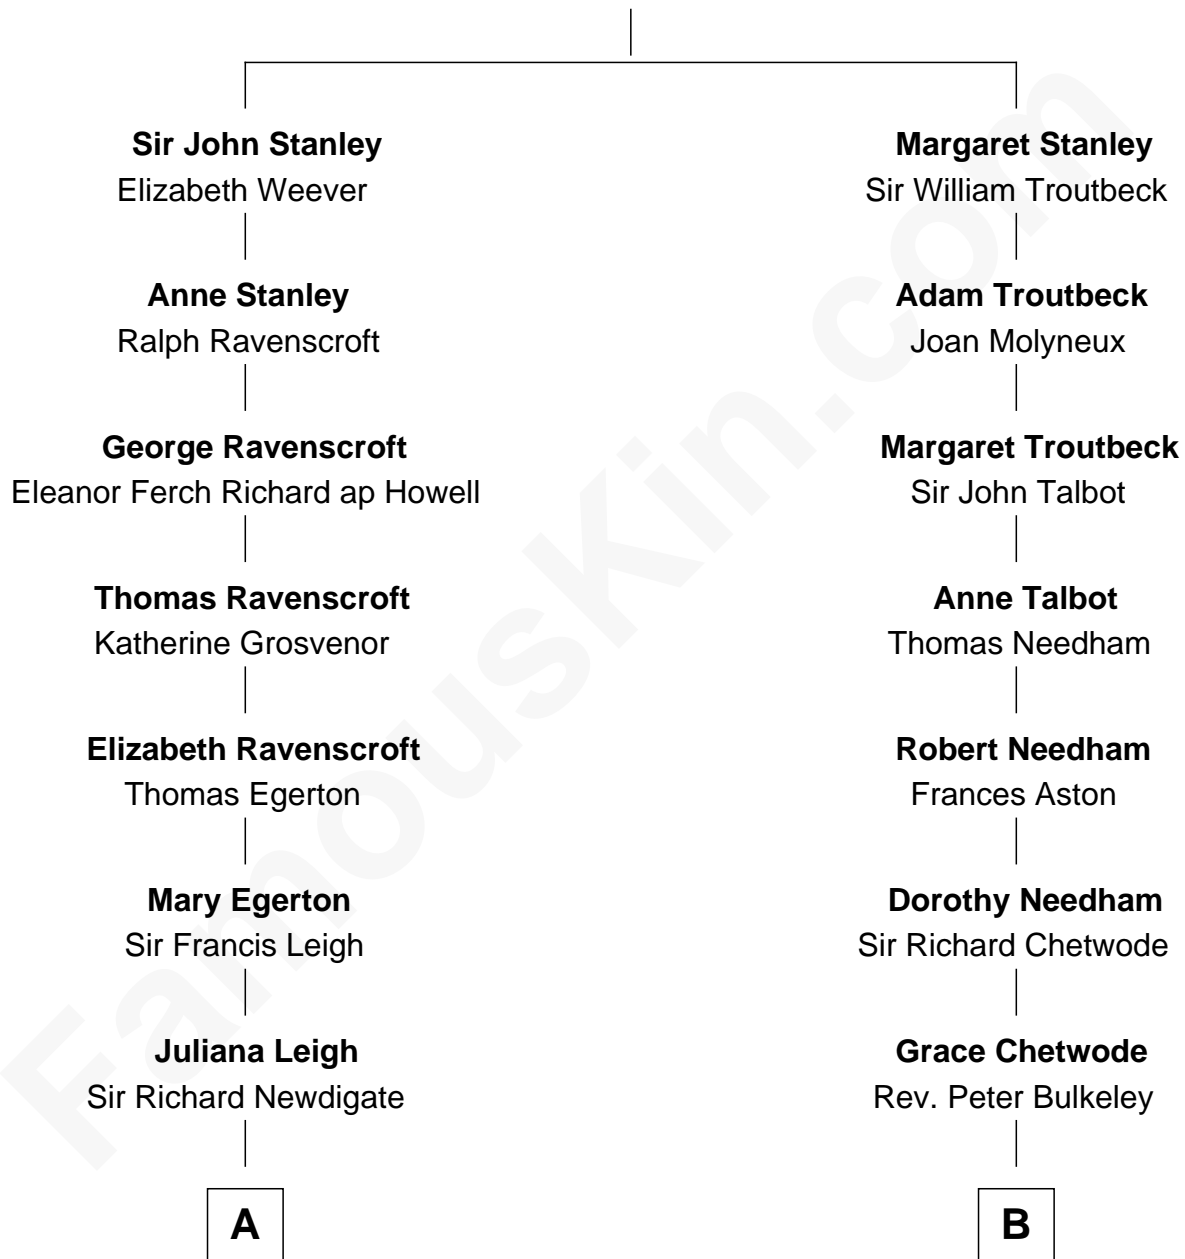 Sir John Stanley
Elizabeth Weever
Anne Stanley
Ralph Ravenscroft
George Ravenscroft
Eleanor Ferch Richard ap Howell
Thomas Ravenscroft
Katherine Grosvenor
Elizabeth Ravenscroft
Thomas Egerton
Mary Egerton
Sir Francis Leigh
Juliana Leigh
Sir Richard Newdigate
A
Margaret Stanley
Sir William Troutbeck
Adam Troutbeck
Joan Molyneux
Margaret Troutbeck
Sir John Talbot
Anne Talbot
Thomas Needham
Robert Needham
Frances Aston
Dorothy Needham
Sir Richard Chetwode
Grace Chetwode
Rev. Peter Bulkeley
B
FamousKin.com